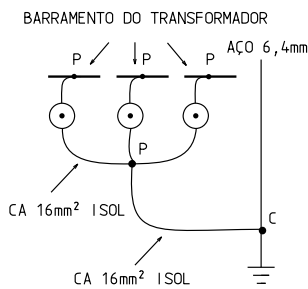 BARRAMENTO DO TRANSFORMADOR
AÇO 6,4mm
P P P
P
CA 16mm² ISOL
C
CA 16mm² ISOL